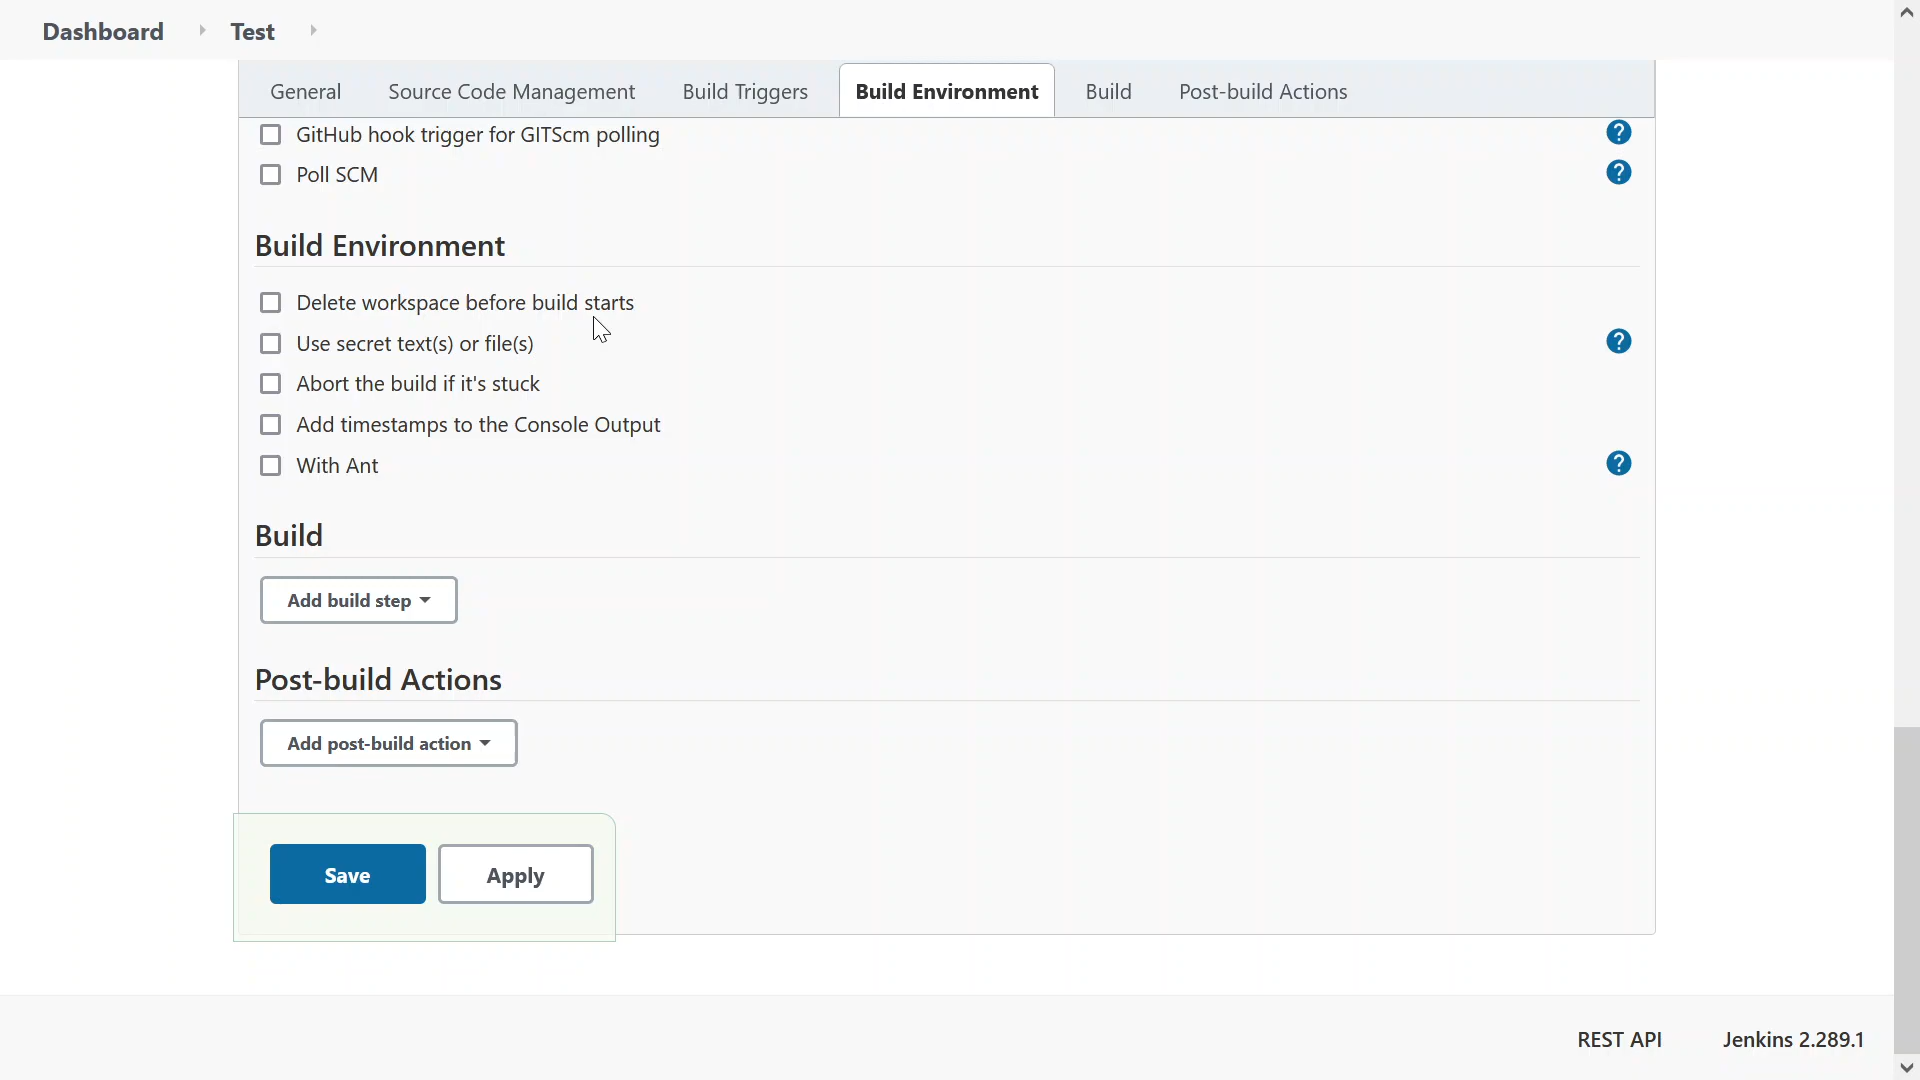 Dashboard Test
General Source Code Management Build Triggers Build Environment Build Post-build Actions
GitHub hook trigger for GITScm polling ?
Poll SCM ?
Build Environment
Delete workspace before build starts
Use secret text(s) or file(s) ?
Abort the build if it's stuck
Add timestamps to the Console Output
With Ant ?
Build
Add build step
Post-build Actions
Add post-build action
Save Apply
REST API Jenkins 2.289.1